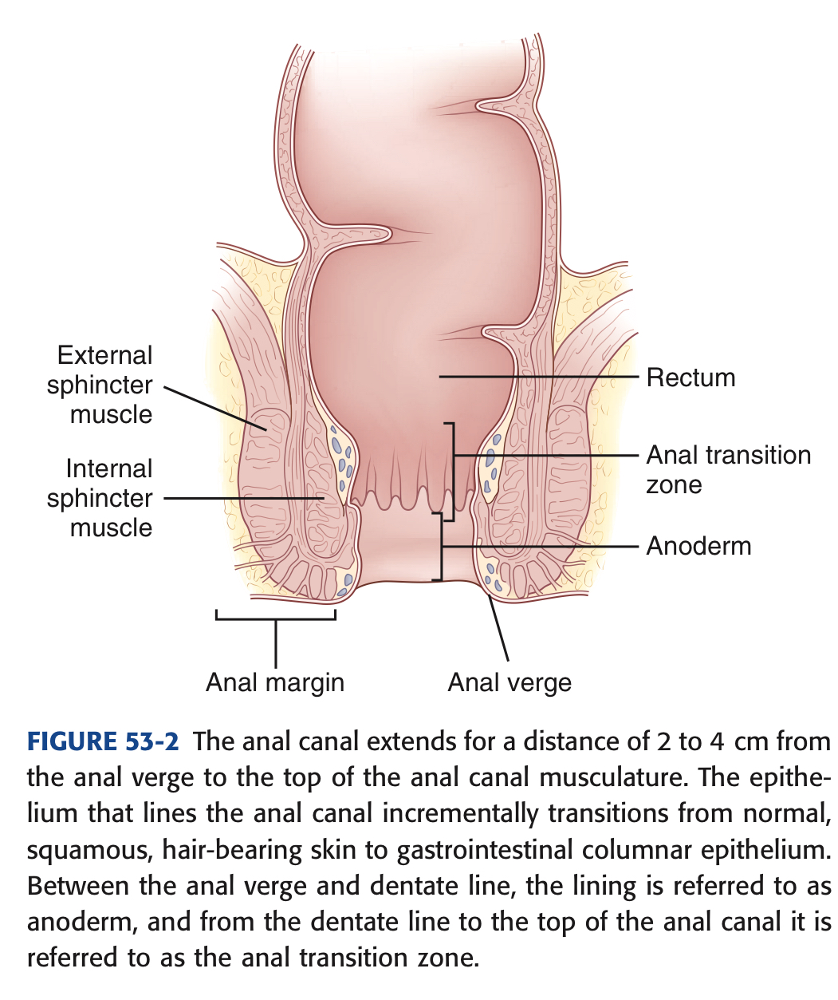 External
sphincter
muscle
Internal
sphincter
muscle
Rectum
Anal transition
zone
Anoderm
Anal margin
Anal verge
FIGURE 53-2 The anal canal extends for a distance of 2 to 4 cm from
the anal verge to the top of the anal canal musculature. The epithe-
lium that lines the anal canal incrementally transitions from normal,
squamous, hair-bearing skin to gastrointestinal columnar epithelium.
Between the anal verge and dentate line, the lining is referred to as
anoderm, and from the dentate line to the top of the anal canal it is
referred to as the anal transition zone.